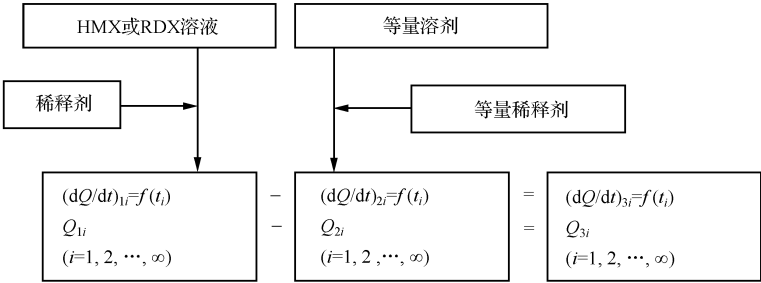 HMX或RDX溶液
等量溶剂
稀释剂
等量稀释剂
(dQ/dt)1i=f(ti) − (dQ/dt)2i=f(ti) = (dQ/dt)3i=f(ti)
Q1i − Q2i = Q3i
(i=1, 2, ⋯, ∞) (i=1, 2 ,⋯, ∞) (i=1, 2, ⋯, ∞)